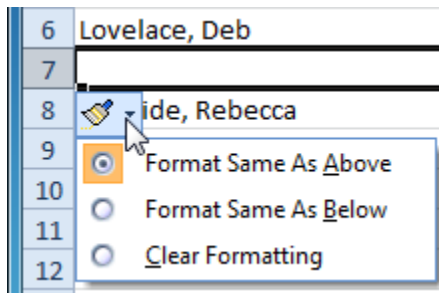 6 Lovelace, Deb
7
8 ide, Rebecca
9 Format Same As Above
10 Format Same As Below
11
12 Clear Formatting